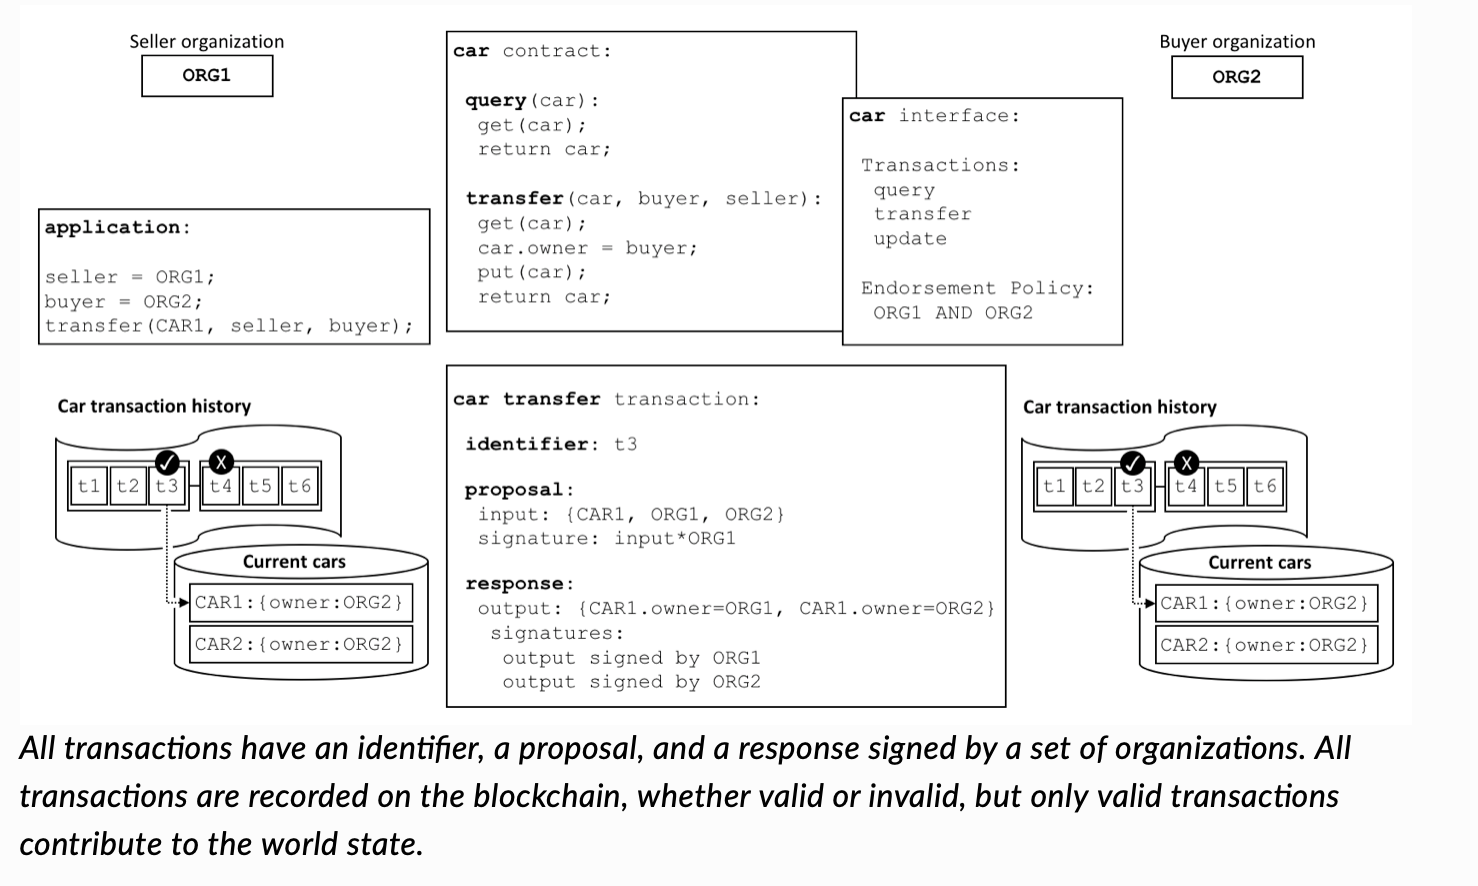 Seller organization
ORG1
car contract:
query(car):
get(car);
return car;
transfer(car, buyer, seller):
get(car);
car.owner = buyer;
put(car);
return car;
car interface:
Transactions:
query
transfer
update
Endorsement Policy:
ORG1 AND ORG2
Buyer organization
ORG2
application:
seller = ORG1;
buyer = ORG2;
transfer(CAR1, seller, buyer);
Car transaction history
✓ X
t1 t2 t3 t4 t5 t6
Current cars
CAR1:{owner:ORG2}
CAR2:{owner:ORG2}
car transfer transaction:
identifier: t3
proposal:
input: {CAR1, ORG1, ORG2}
signature: input*ORG1
response:
output: {CAR1.owner=ORG1, CAR1.owner=ORG2}
signatures:
output signed by ORG1
output signed by ORG2
Car transaction history
✓ X
t1 t2 t3 t4 t5 t6
Current cars
CAR1:{owner:ORG2}
CAR2:{owner:ORG2}
All transactions have an identifier, a proposal, and a response signed by a set of organizations. All
transactions are recorded on the blockchain, whether valid or invalid, but only valid transactions
contribute to the world state.